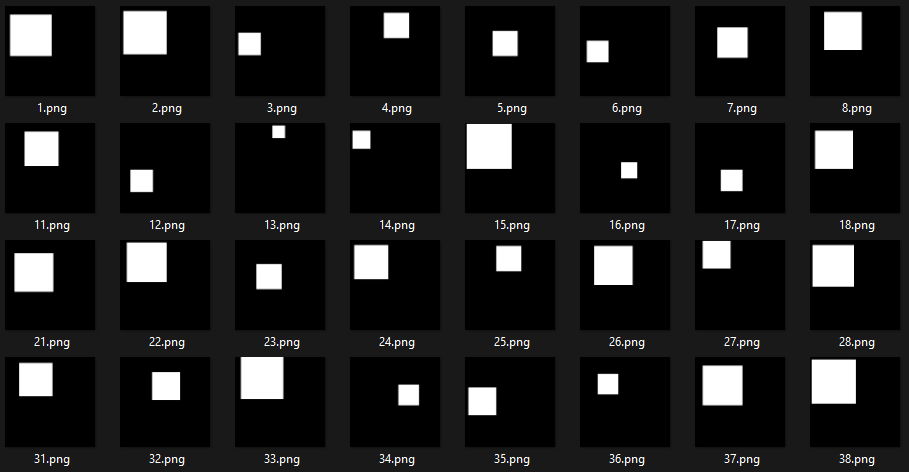 1.png 2.png 3.png 4.png 5.png 6.png 7.png 8.png
11.png 12.png 13.png 14.png 15.png 16.png 17.png 18.png
21.png 22.png 23.png 24.png 25.png 26.png 27.png 28.png
31.png 32.png 33.png 34.png 35.png 36.png 37.png 38.png